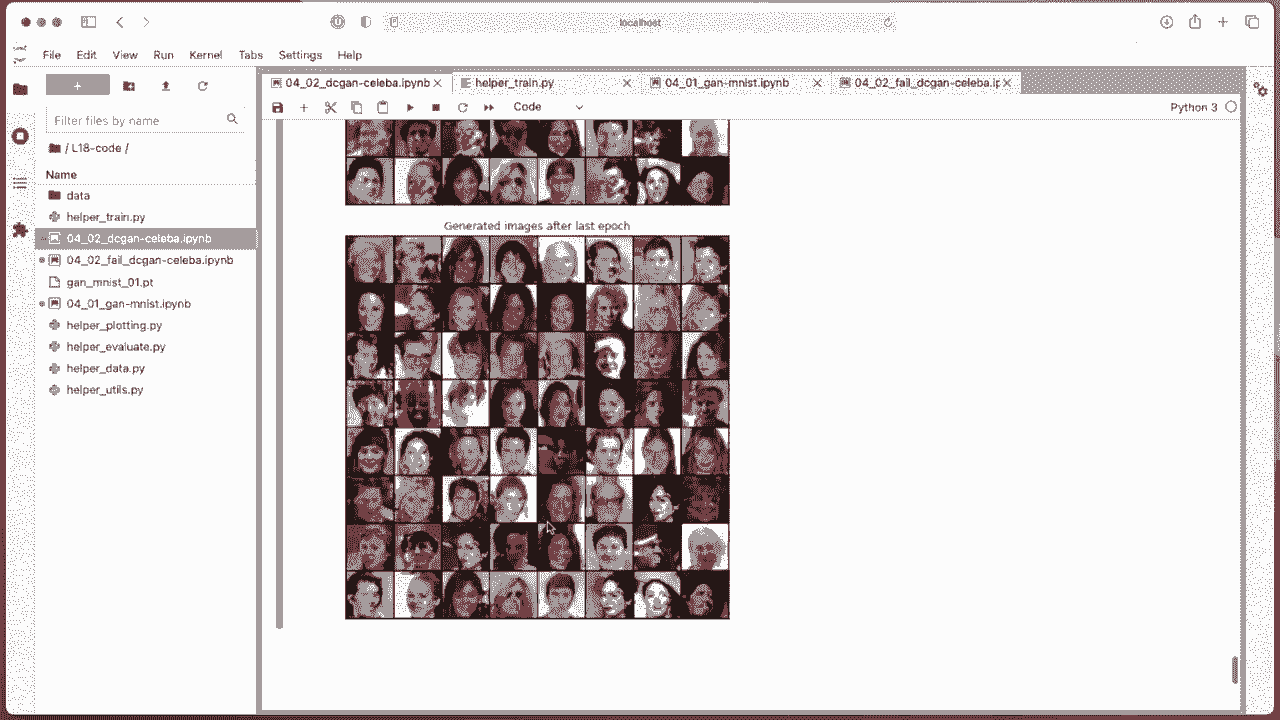 localhost
File Edit View Run Kernel Tabs Settings Help
+
04_02_dcgan-celeba.ipynb
helper_train.py
04_01_gan-mnist.ipynb
04_02_fail_dcgan-celeba.ip
Filter files by name
Code
Python 3
/ L18-code /
Name
data
helper_train.py
04_02_dcgan-celeba.ipynb
04_02_fail_dcgan-celeba.ipynb
gan_mnist_01.pt
04_01_gan-mnist.ipynb
helper_plotting.py
helper_evaluate.py
helper_data.py
helper_utils.py
Generated images after last epoch